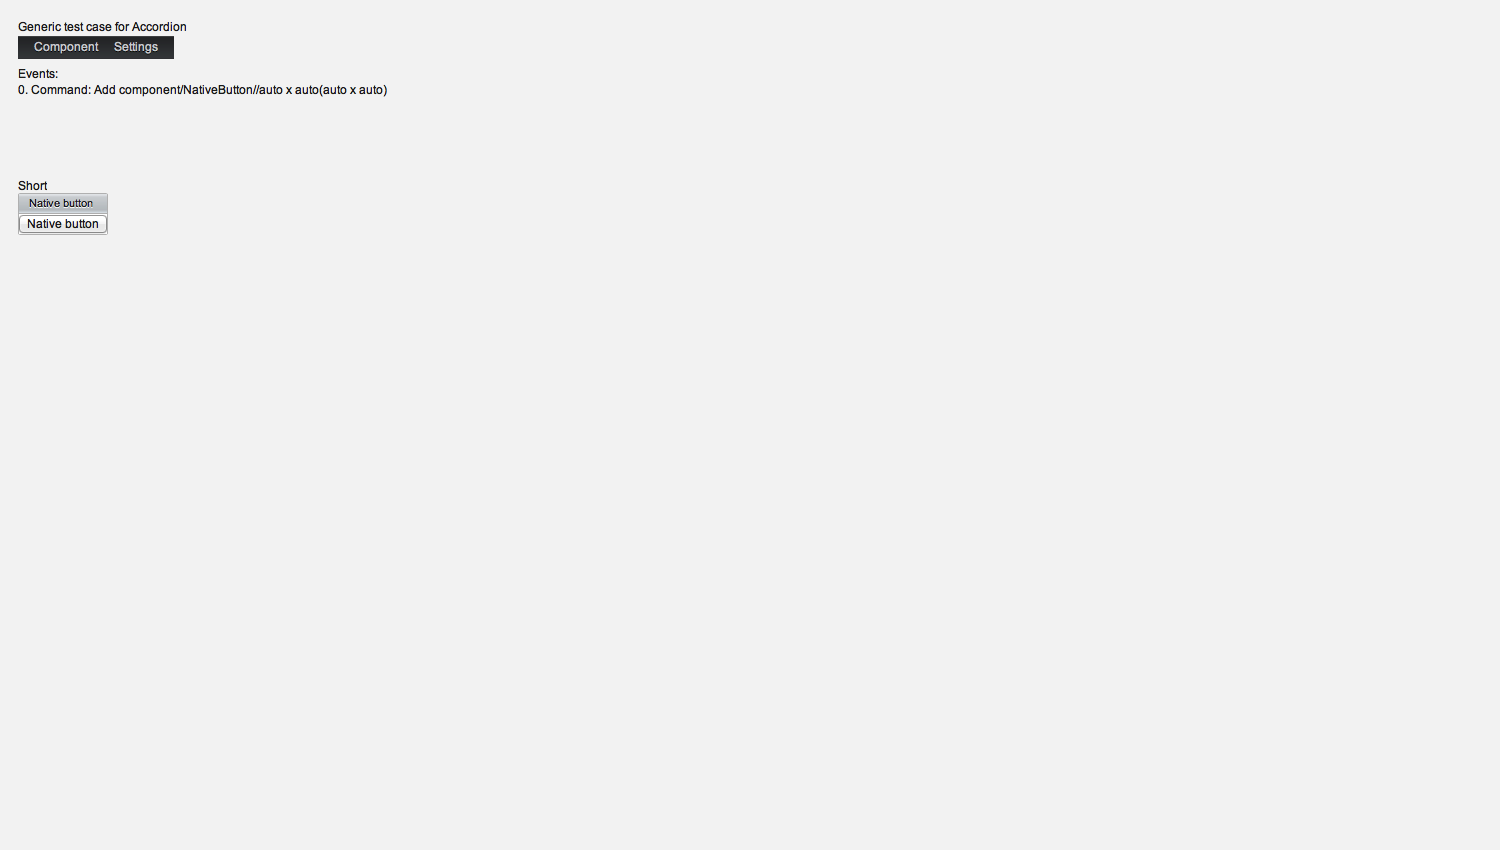 Generic test case for Accordion
Component Settings
Events:
0. Command: Add component/NativeButton//auto x auto(auto x auto)
Short
Native button
Native button